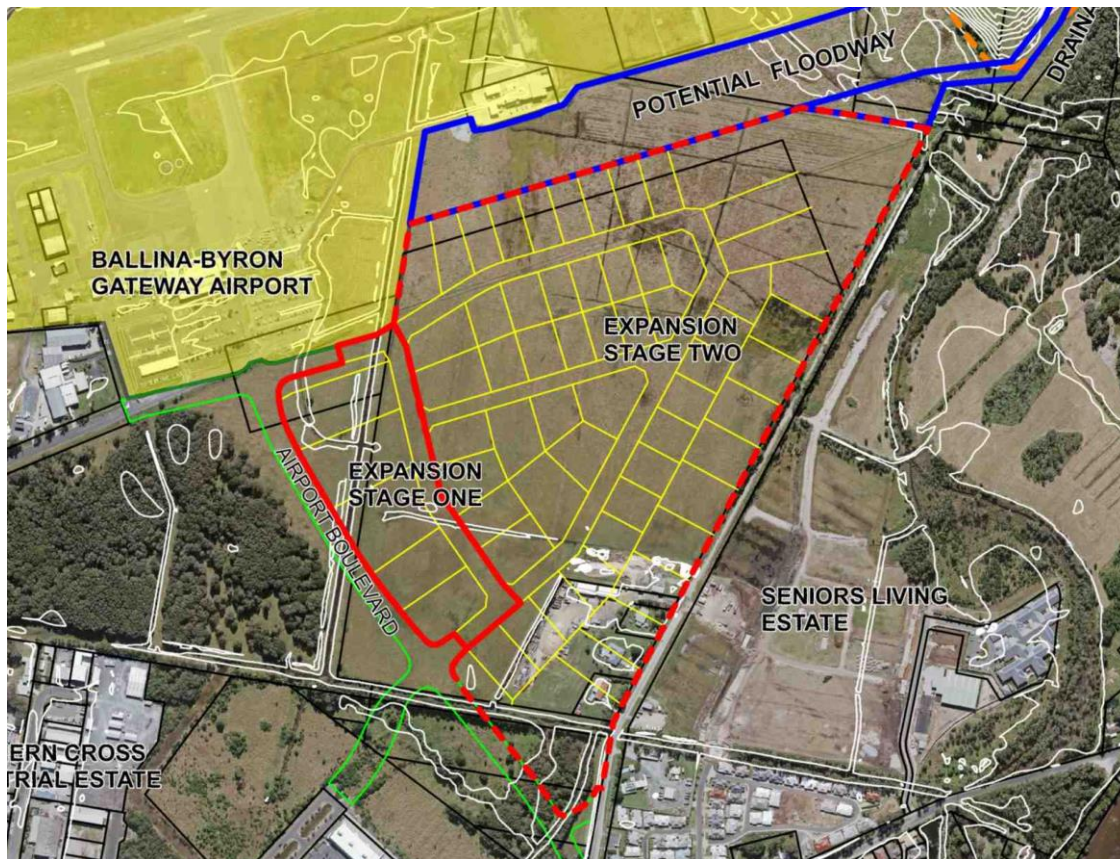 POTENTIAL FLOODWAY
DRAINA
BALLINA-BYRON
GATEWAY AIRPORT
EXPANSION
STAGE TWO
EXPANSION
STAGE ONE
AIRPORT BOULEVARD
SENIORS LIVING
ESTATE
ERN CROSS
TRIAL ESTATE